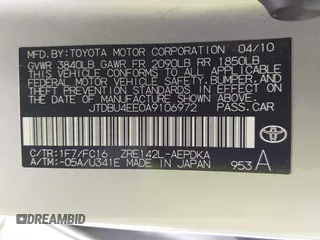 MFD.BY:TOYOTA MOTOR CORPORATION 04/10
GVWR 3840LB GAWR FR 2090LB RR 1850LB
THIS VEHICLE CONFORMS TO ALL APPLICABLE
FEDERAL MOTOR VEHICLE SAFETY, BUMPER, AND
THEFT PREVENTION STANDARDS IN EFFECT ON
THE DATE OF MANUFACTURE SHOWN ABOVE.
JTDBU4EE0A9106972 PASS.CAR
TOYOTA
C/TR:1F7/FC16 ZRE142L-AEPDKA
A/TM:-05A/U341E MADE IN JAPAN 953 A
BIDDRIVE